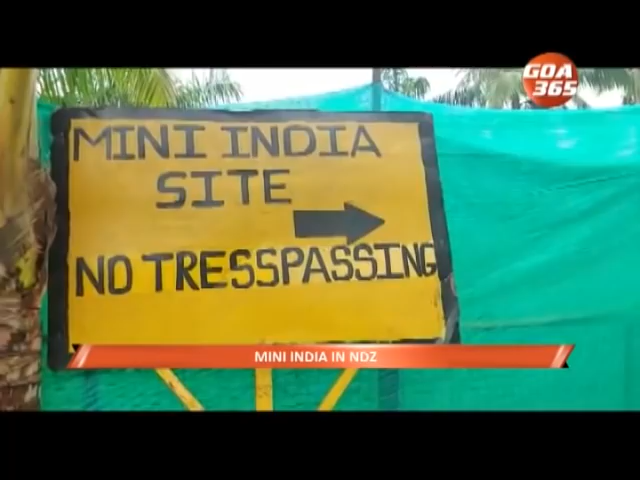 GOA
365
MINI INDIA
SITE
NO TRESSPASSING
MINI INDIA IN NDZ